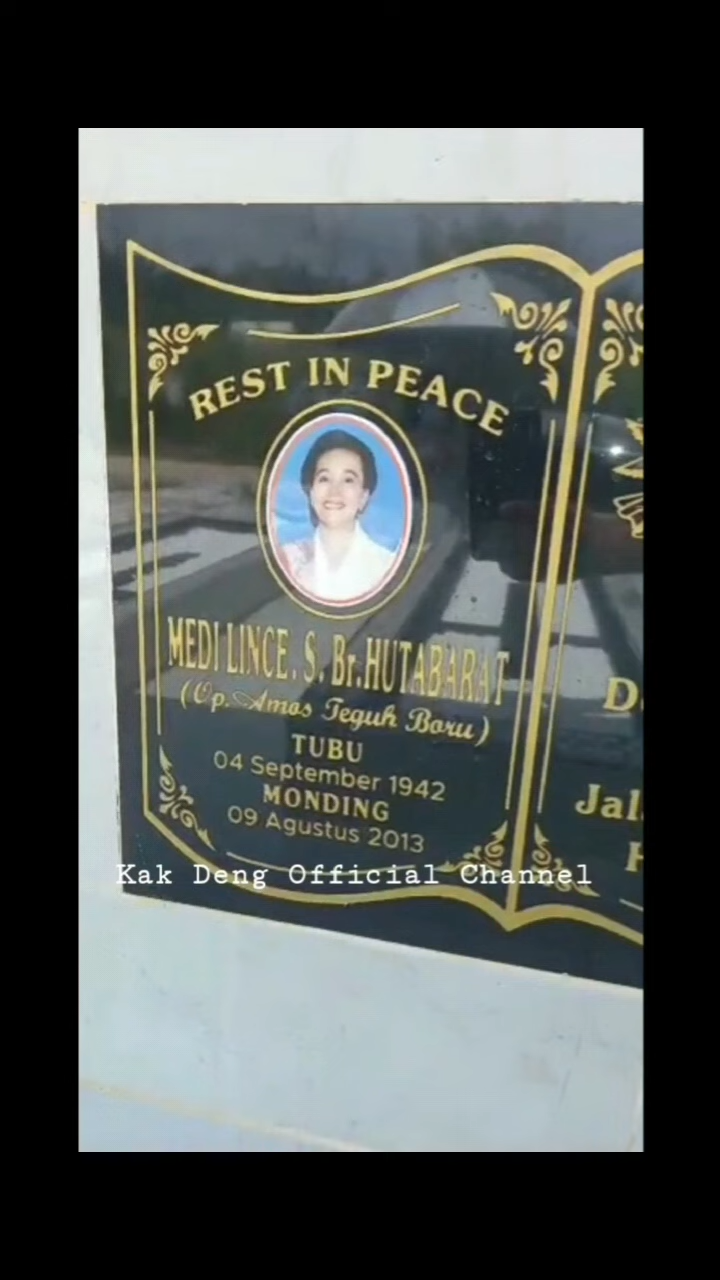 REST IN PEACE
MEDI LINCE. S. Br.HUTABARAT
(Op. Amos Teguh Boru)
TUBU
04 September 1942
MONDING
09 Agustus 2013
Jal
Kak Deng Official Channel